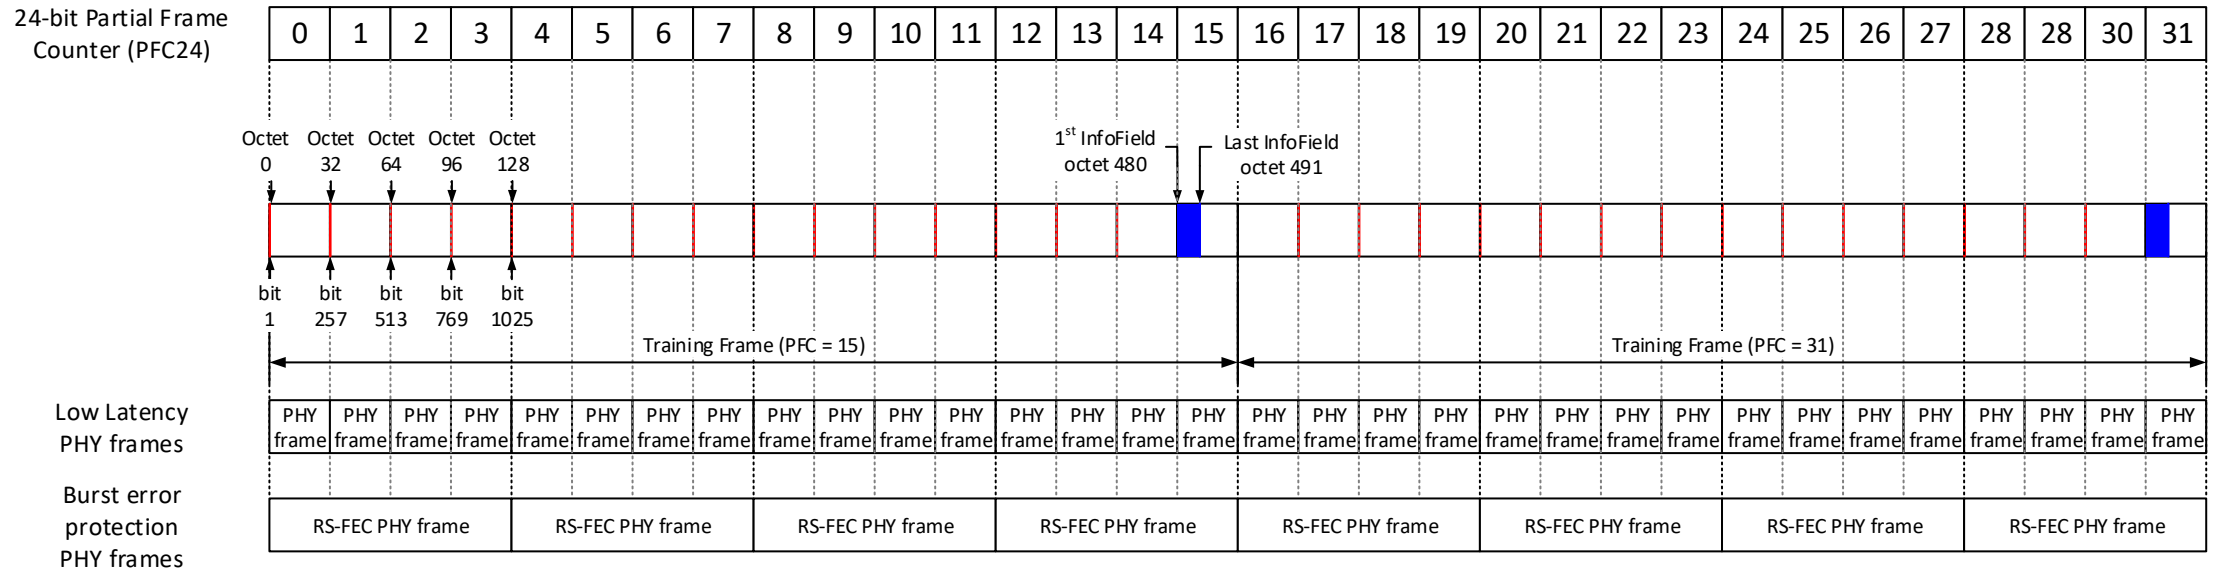 24-bit Partial Frame
Counter (PFC24)
0 1 2 3 4 5 6 7 8 9 10 11 12 13 14 15 16 17 18 19 20 21 22 23 24 25 26 27 28 28 30 31
Octet Octet Octet Octet Octet
0 32 64 96 128
1st InfoField
octet 480
Last InfoField
octet 491
bit bit bit bit bit
1 257 513 769 1025
Training Frame (PFC = 15) Training Frame (PFC = 31)
Low Latency
PHY frames
PHY PHY PHY PHY PHY PHY PHY PHY PHY PHY PHY PHY PHY PHY PHY PHY PHY PHY PHY PHY PHY PHY PHY PHY PHY PHY PHY PHY PHY PHY PHY PHY
frame frame frame frame frame frame frame frame frame frame frame frame frame frame frame frame frame frame frame frame frame frame frame frame frame frame frame frame frame frame frame frame
Burst error
protection
PHY frames
RS-FEC PHY frame RS-FEC PHY frame RS-FEC PHY frame RS-FEC PHY frame RS-FEC PHY frame RS-FEC PHY frame RS-FEC PHY frame RS-FEC PHY frame